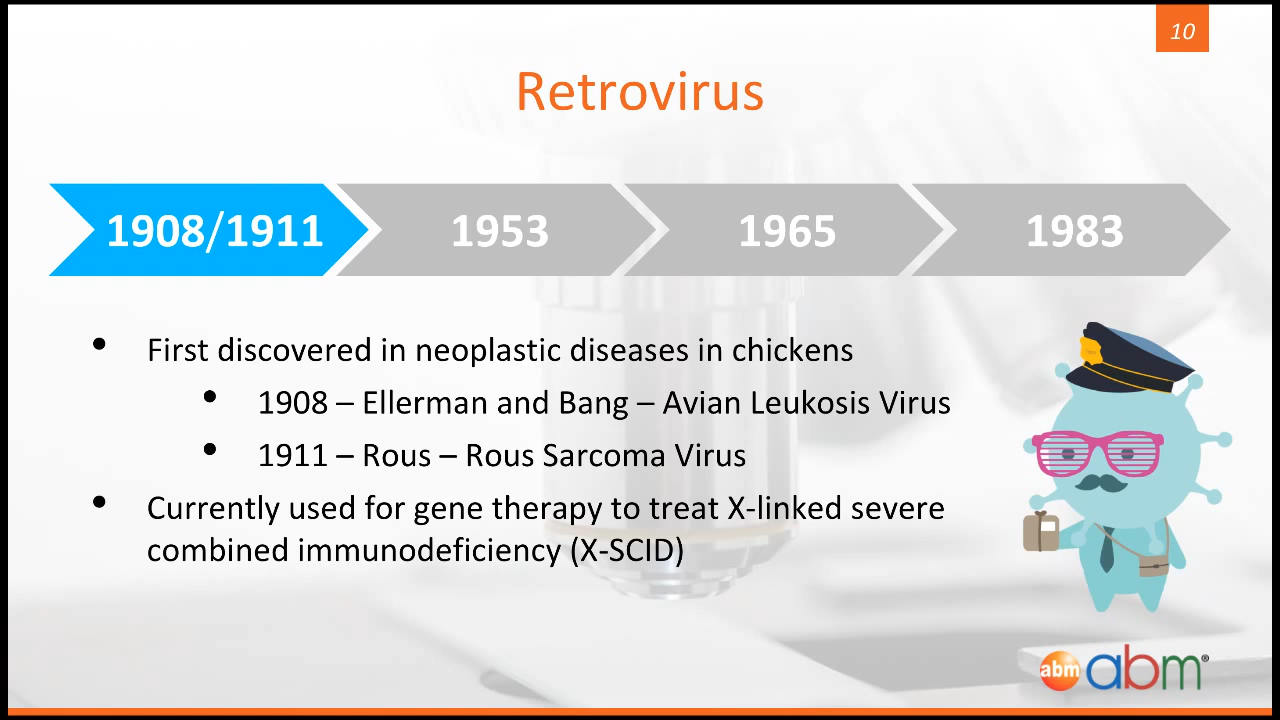 10
Retrovirus
1908/1911
1953
1965
1983
• First discovered in neoplastic diseases in chickens
• 1908 – Ellerman and Bang – Avian Leukosis Virus
• 1911 – Rous – Rous Sarcoma Virus
• Currently used for gene therapy to treat X-linked severe
combined immunodeficiency (X-SCID)
abm abm®